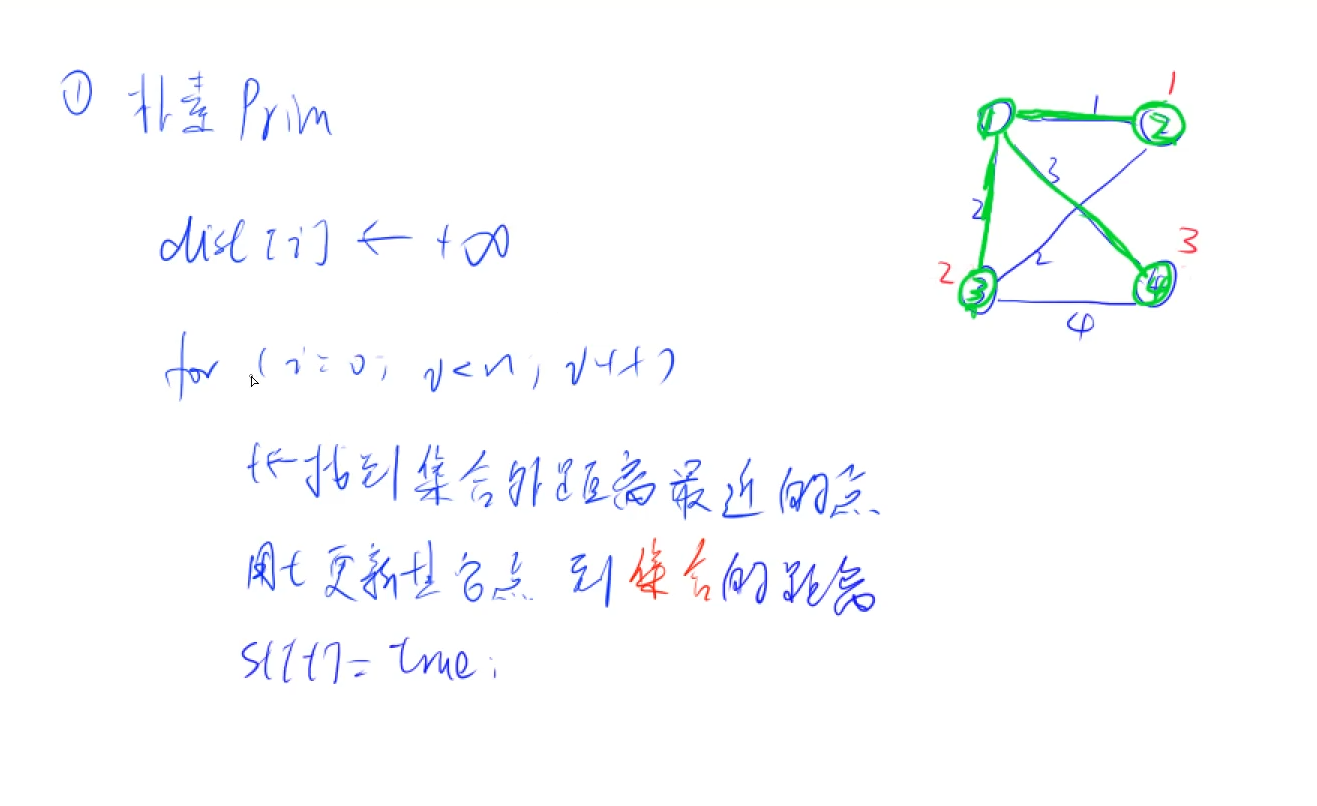 ① 朴素 Prim
dist[i] ← +∞
for (i=0; i<n; i++)
t←找到集合外距离最近的点
用t更新其它点 到集合的距离
st[t]=true;
1
1
1
2
3
2
2
3
2
3
4
4